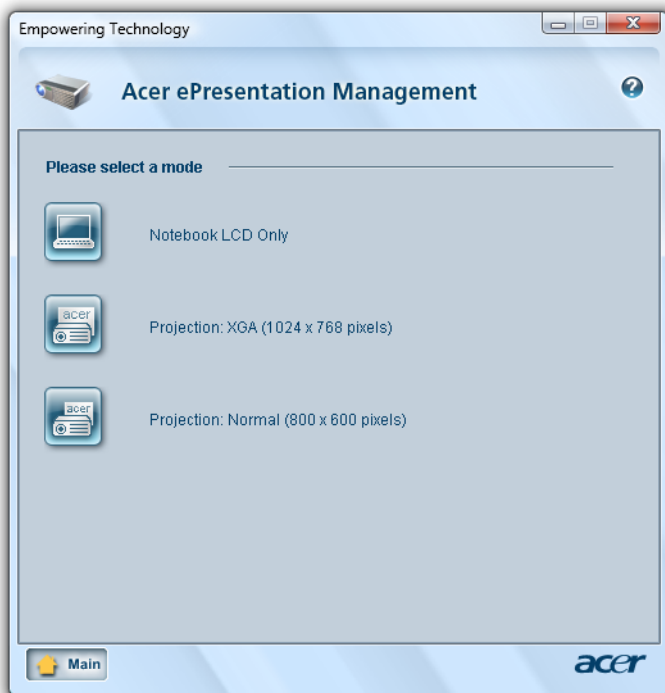 Empowering Technology
Acer ePresentation Management
?
Please select a mode
Notebook LCD Only
acer
Projection: XGA (1024 x 768 pixels)
acer
Projection: Normal (800 x 600 pixels)
Main
acer